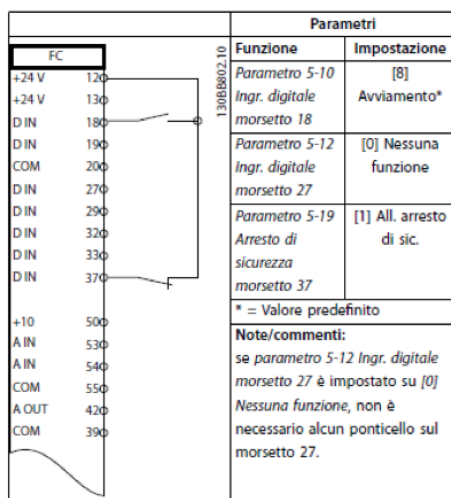 FC
+24 V 12
+24 V 13
D IN 18
D IN 19
COM 20
D IN 27
D IN 29
D IN 32
D IN 33
D IN 37
+10 50
A IN 53
A IN 54
COM 55
A OUT 42
COM 39
130BB802.10
Parametri
Funzione Impostazione
Parametro 5-10 [8]
Ingr. digitale Avviamento*
morsetto 18
Parametro 5-12 [0] Nessuna
Ingr. digitale funzione
morsetto 27
Parametro 5-19 [1] All. arresto
Arresto di di sic.
sicurezza
morsetto 37
* = Valore predefinito
Note/commenti:
se parametro 5-12 Ingr. digitale
morsetto 27 è impostato su [0]
Nessuna funzione, non è
necessario alcun ponticello sul
morsetto 27.